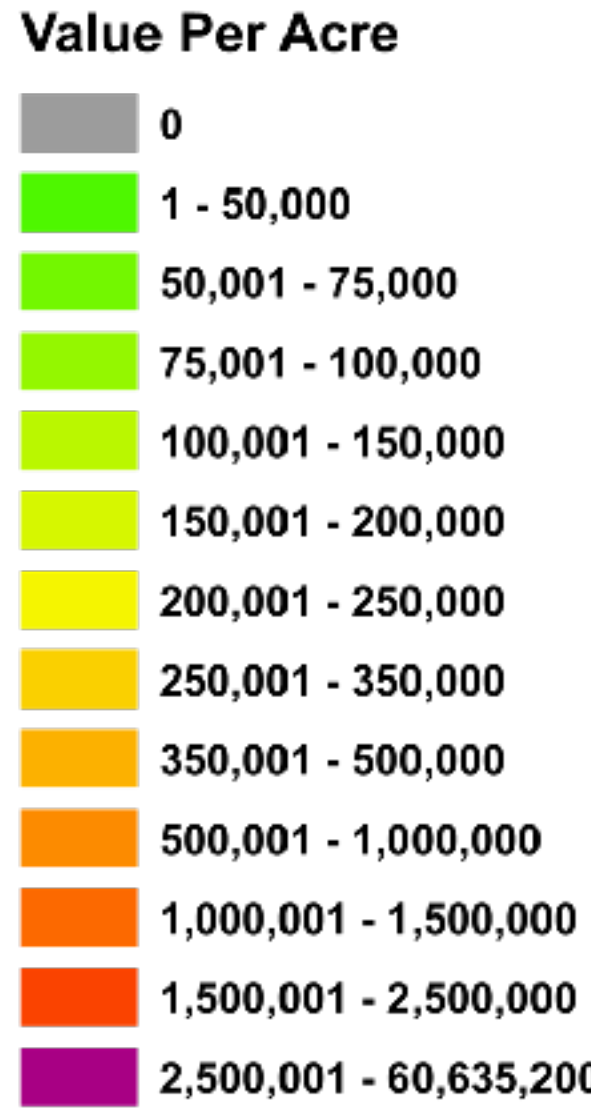 Value Per Acre
0
1 - 50,000
50,001 - 75,000
75,001 - 100,000
100,001 - 150,000
150,001 - 200,000
200,001 - 250,000
250,001 - 350,000
350,001 - 500,000
500,001 - 1,000,000
1,000,001 - 1,500,000
1,500,001 - 2,500,000
2,500,001 - 60,635,200